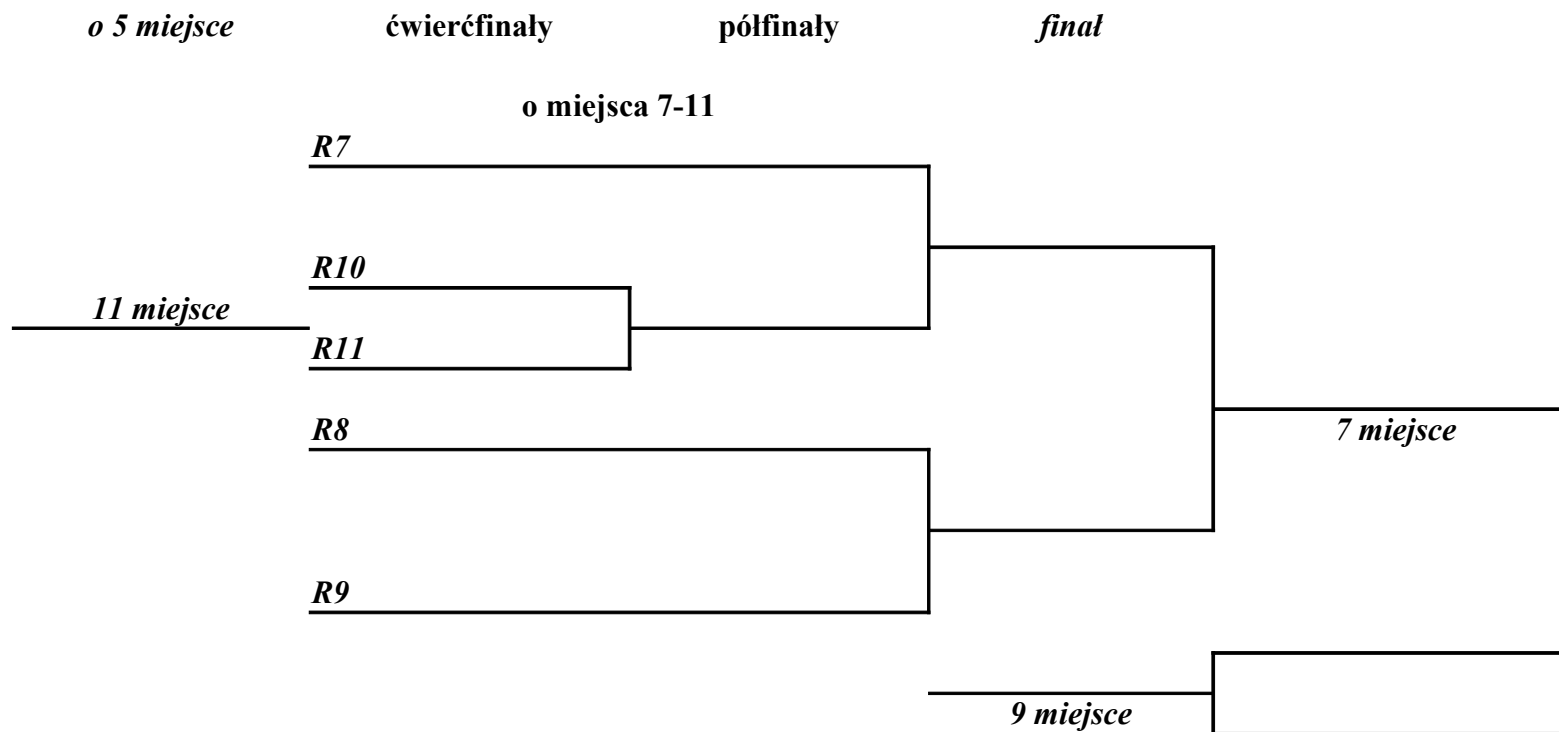 o 5 miejsce ćwierćfinały półfinały finał
o miejsca 7-11
R7
R10
11 miejsce
R11
R8
7 miejsce
R9
9 miejsce